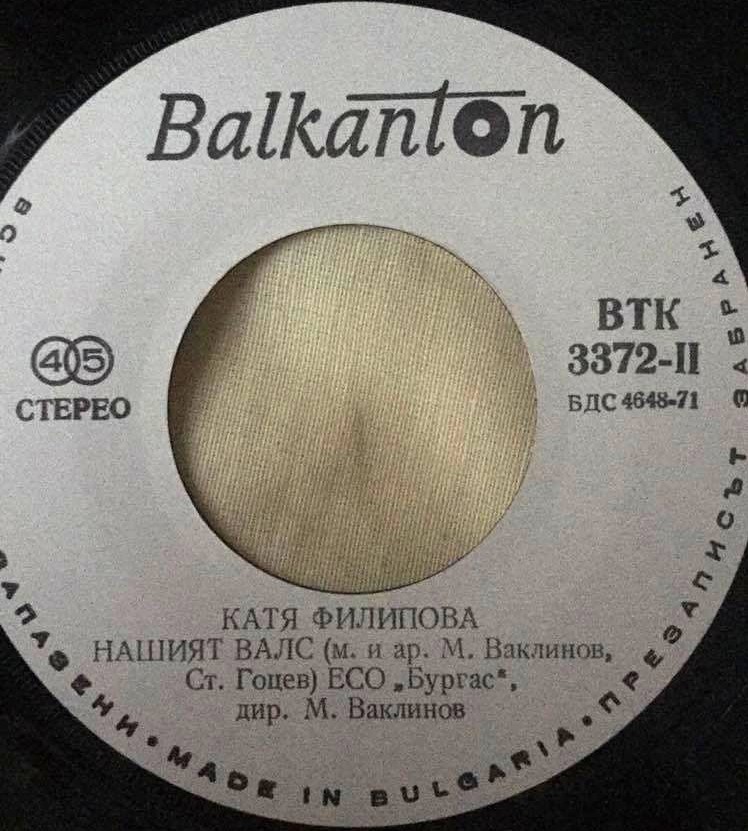 Balkanton
45
СТЕРЕО
ВТК
3372-II
БДС 4648-71
КАТЯ ФИЛИПОВА
НАШИЯТ ВАЛС (м. и ар. М. Ваклинов,
Ст. Гоцев) ЕСО „Бургас",
дир. М. Ваклинов
ЗАПАЗЕНИ • MADE IN BULGARIA • ПРЕЗАПИСЪТ ЗАБРАНЕН